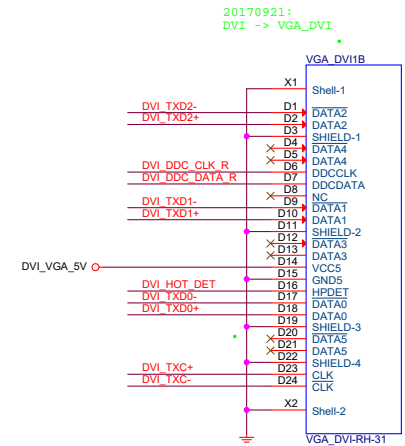 20170921:
DVI -> VGA_DVI
VGA_DVI1B
X1 Shell-1
DVI_TXD2- D1 DATA2
DVI_TXD2+ D2 DATA2
D3 SHIELD-1
D4 DATA4
D5 DATA4
DVI_DDC_CLK_R D6 DDCCLK
DVI_DDC_DATA_R D7 DDCDATA
D8 NC
DVI_TXD1- D9 DATA1
DVI_TXD1+ D10 DATA1
D11 SHIELD-2
D12 DATA3
D13 DATA3
DVI_VGA_5V D14 VCC5
D15 GND5
DVI_HOT_DET D16 HPDET
DVI_TXD0- D17 DATA0
DVI_TXD0+ D18 DATA0
D19 SHIELD-3
D20 DATA5
D21 DATA5
D22 SHIELD-4
DVI_TXC+ D23 CLK
DVI_TXC- D24 CLK
X2 Shell-2
VGA_DVI-RH-31